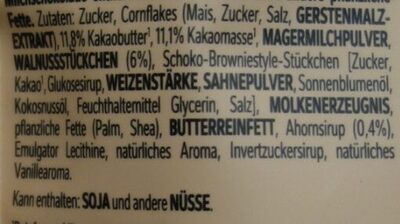 Fette. Zutaten: Zucker, Cornflakes (Mais, Zucker, Salz, GERSTENMALZ-
EXTRAKT), 11,8% Kakaobutter¹, 11,1% Kakaomasse¹, MAGERMILCHPULVER,
WALNUSSSTÜCKCHEN (6%), Schoko-Browniestyle-Stückchen [Zucker,
Kakao¹, Glukosesirup, WEIZENSTÄRKE, SAHNEPULVER, Sonnenblumenöl,
Kokosnussöl, Feuchthaltemittel Glycerin, Salz], MOLKENERZEUGNIS,
pflanzliche Fette (Palm, Shea), BUTTERREINFETT, Ahornsirup (0,4%),
Emulgator Lecithine, natürliches Aroma, Invertzuckersirup, natürliches
Vanillearoma.
Kann enthalten: SOJA und andere NÜSSE.